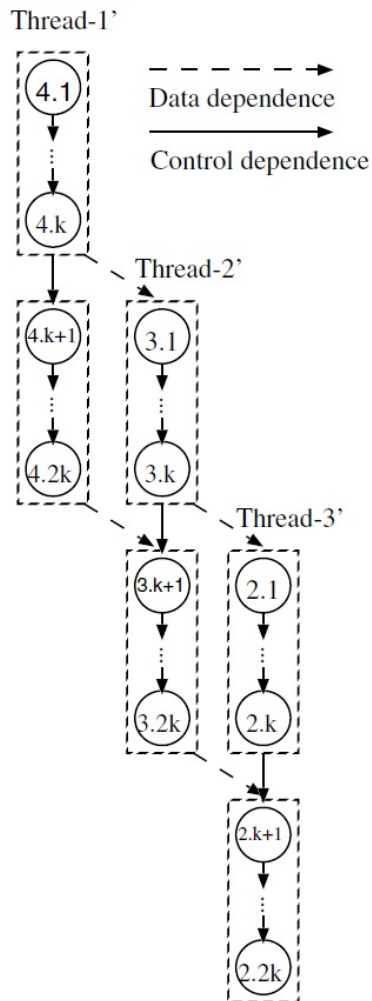 Thread-1’
4.1
Data dependence
⋮
Control dependence
4.k
Thread-2’
4.k+1
3.1
⋮
⋮
4.2k
3.k
Thread-3’
3.k+1
2.1
⋮
⋮
3.2k
2.k
2.k+1
⋮
2.2k